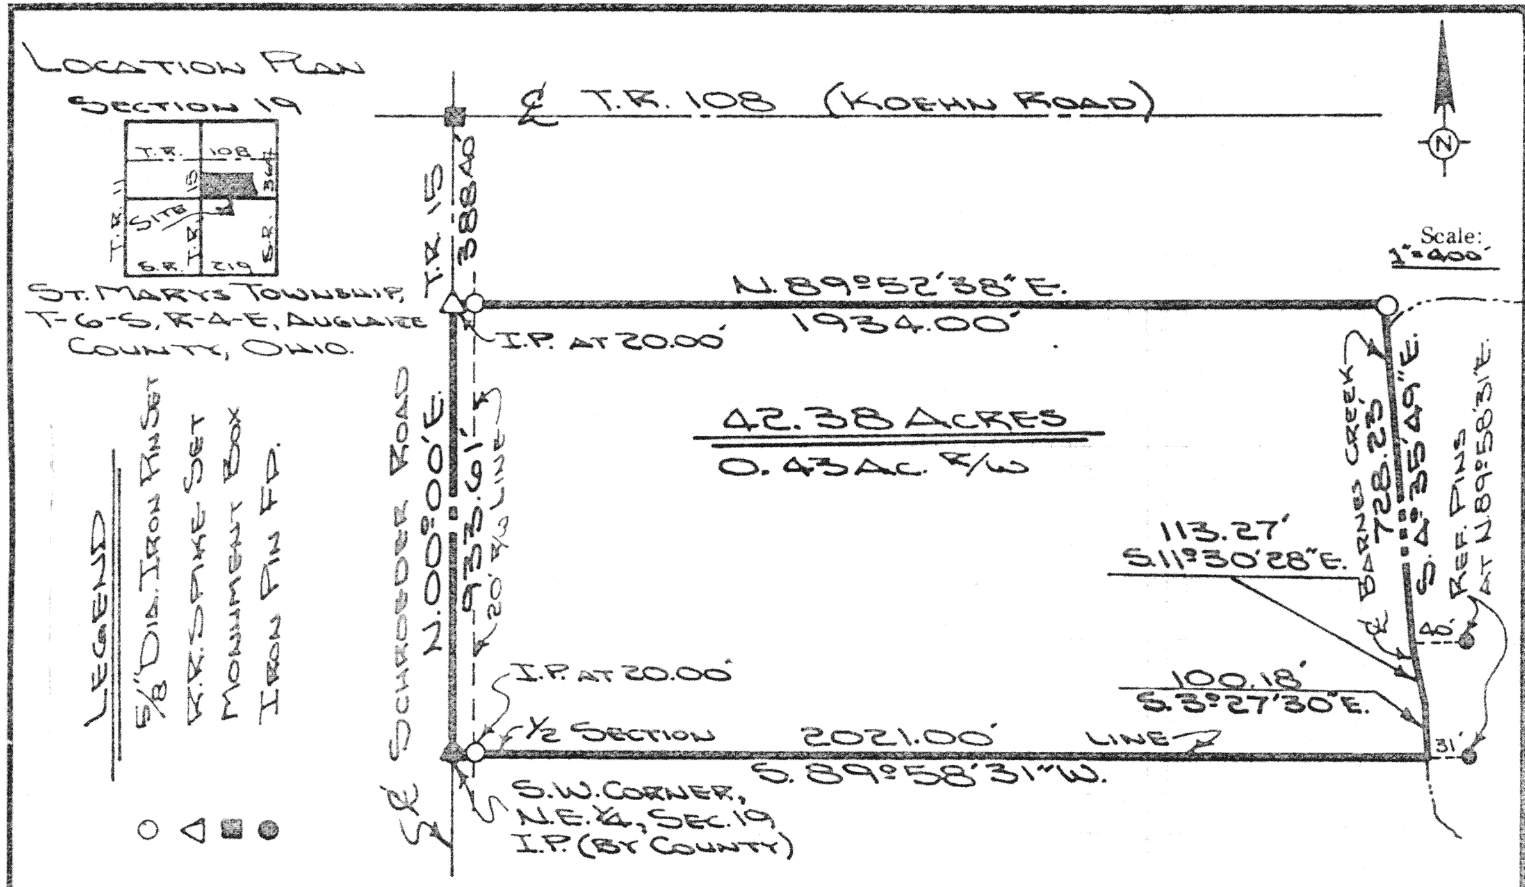 LOCATION PLAN
SECTION 19
T.R. 108
T.R. 11
15
T.R.
364
S.R.
SITE
S.R. 219
ST. MARYS TOWNSHIP,
T-6-S, R-4-E, AUGLAIZE
COUNTY, OHIO.
℄ T.R. 108 (KOEHN ROAD)
N
Scale:
1"=400'
T.R. 15
388.40'
N. 89°52'38" E.
1934.00'
I.P. AT 20.00'
42.38 ACRES
0.43 AC. R/W
℄ SCHROEDER ROAD
N. 00°00' E.
933.61'
20' R/W LINE
℄ BARNES CREEK
728.23'
S. 4°35'49" E.
REF. PINS
AT N.89°58'31"E.
113.27'
S.11°30'28"E.
40'
100.18'
S. 3°27'30"E.
31'
I.P. AT 20.00'
½ SECTION LINE
2021.00'
S. 89°58'31" W.
S.W. CORNER,
N.E. ¼, SEC. 19
I.P. (BY COUNTY)
LEGEND
5/8" DIA. IRON PIN SET
R.R. SPIKE SET
MONUMENT BOX
IRON PIN FD.